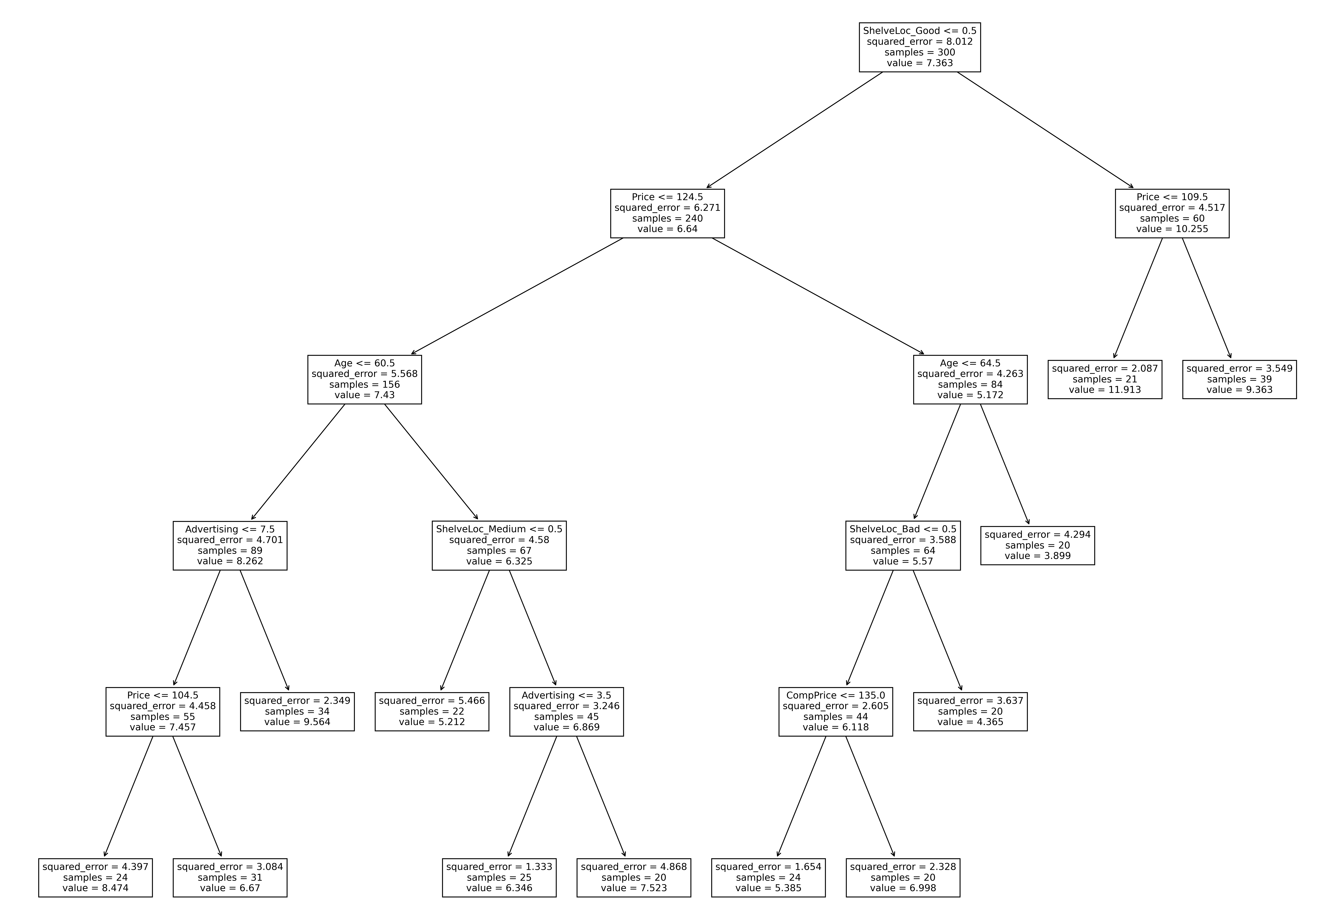 ShelveLoc_Good <= 0.5
squared_error = 8.012
samples = 300
value = 7.363
Price <= 124.5
squared_error = 6.271
samples = 240
value = 6.64
Price <= 109.5
squared_error = 4.517
samples = 60
value = 10.255
Age <= 60.5
squared_error = 5.568
samples = 156
value = 7.43
Age <= 64.5
squared_error = 4.263
samples = 84
value = 5.172
squared_error = 2.087
samples = 21
value = 11.913
squared_error = 3.549
samples = 39
value = 9.363
Advertising <= 7.5
squared_error = 4.701
samples = 89
value = 8.262
ShelveLoc_Medium <= 0.5
squared_error = 4.58
samples = 67
value = 6.325
ShelveLoc_Bad <= 0.5
squared_error = 3.588
samples = 64
value = 5.57
squared_error = 4.294
samples = 20
value = 3.899
Price <= 104.5
squared_error = 4.458
samples = 55
value = 7.457
squared_error = 2.349
samples = 34
value = 9.564
squared_error = 5.466
samples = 22
value = 5.212
Advertising <= 3.5
squared_error = 3.246
samples = 45
value = 6.869
CompPrice <= 135.0
squared_error = 2.605
samples = 44
value = 6.118
squared_error = 3.637
samples = 20
value = 4.365
squared_error = 4.397
samples = 24
value = 8.474
squared_error = 3.084
samples = 31
value = 6.67
squared_error = 1.333
samples = 25
value = 6.346
squared_error = 4.868
samples = 20
value = 7.523
squared_error = 1.654
samples = 24
value = 5.385
squared_error = 2.328
samples = 20
value = 6.998